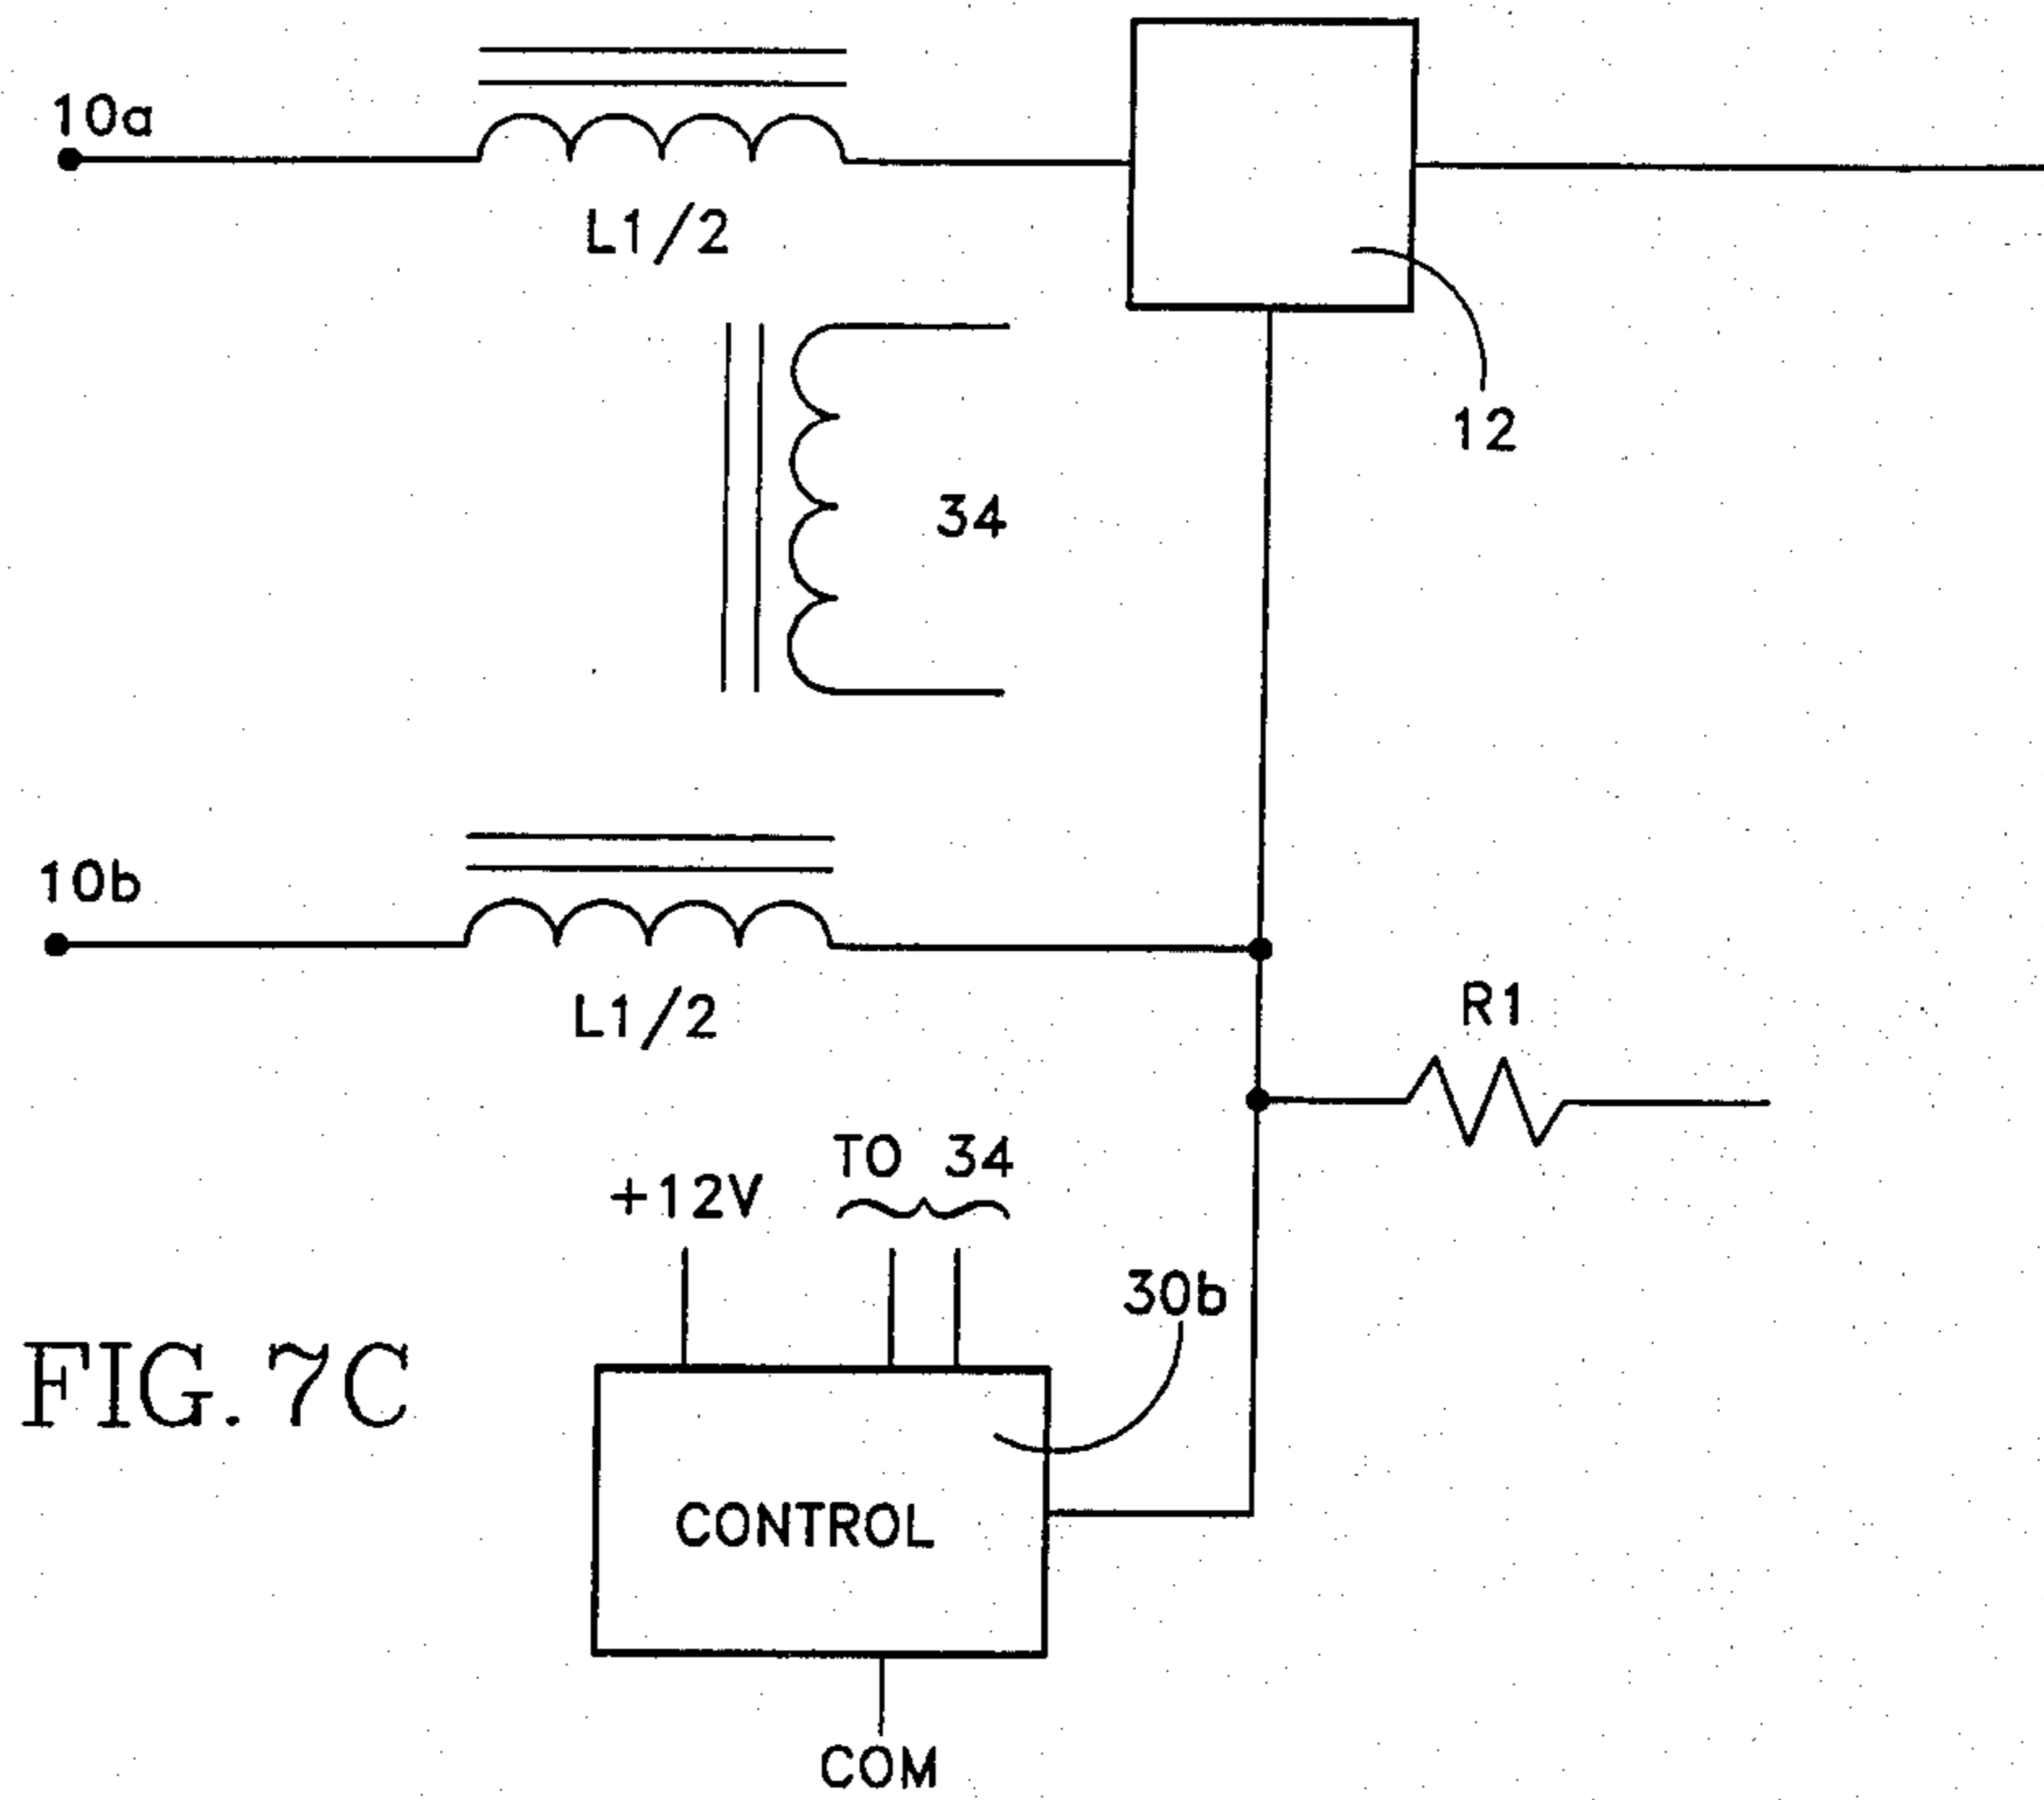 10a
L1/2
12
34
10b
L1/2
R1
TO 34
+12V
30b
FIG. 7C
CONTROL
COM